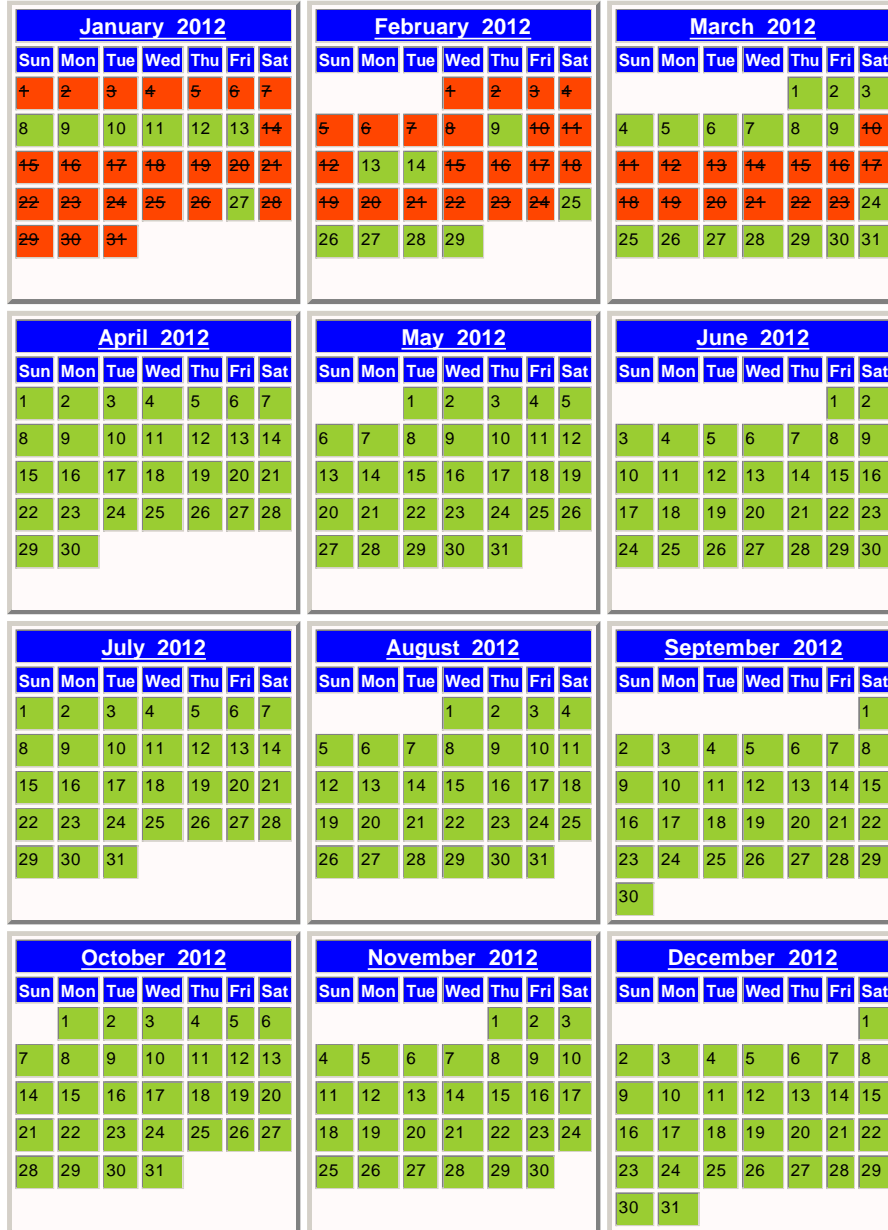 January 2012
Sun Mon Tue Wed Thu Fri Sat
1 2 3 4 5 6 7
8 9 10 11 12 13 14
15 16 17 18 19 20 21
22 23 24 25 26 27 28
29 30 31
February 2012
Sun Mon Tue Wed Thu Fri Sat
1 2 3 4
5 6 7 8 9 10 11
12 13 14 15 16 17 18
19 20 21 22 23 24 25
26 27 28 29
March 2012
Sun Mon Tue Wed Thu Fri Sat
1 2 3
4 5 6 7 8 9 10
11 12 13 14 15 16 17
18 19 20 21 22 23 24
25 26 27 28 29 30 31
April 2012
Sun Mon Tue Wed Thu Fri Sat
1 2 3 4 5 6 7
8 9 10 11 12 13 14
15 16 17 18 19 20 21
22 23 24 25 26 27 28
29 30
May 2012
Sun Mon Tue Wed Thu Fri Sat
1 2 3 4 5
6 7 8 9 10 11 12
13 14 15 16 17 18 19
20 21 22 23 24 25 26
27 28 29 30 31
June 2012
Sun Mon Tue Wed Thu Fri Sat
1 2
3 4 5 6 7 8 9
10 11 12 13 14 15 16
17 18 19 20 21 22 23
24 25 26 27 28 29 30
July 2012
Sun Mon Tue Wed Thu Fri Sat
1 2 3 4 5 6 7
8 9 10 11 12 13 14
15 16 17 18 19 20 21
22 23 24 25 26 27 28
29 30 31
August 2012
Sun Mon Tue Wed Thu Fri Sat
1 2 3 4
5 6 7 8 9 10 11
12 13 14 15 16 17 18
19 20 21 22 23 24 25
26 27 28 29 30 31
September 2012
Sun Mon Tue Wed Thu Fri Sat
1
2 3 4 5 6 7 8
9 10 11 12 13 14 15
16 17 18 19 20 21 22
23 24 25 26 27 28 29
30
October 2012
Sun Mon Tue Wed Thu Fri Sat
1 2 3 4 5 6
7 8 9 10 11 12 13
14 15 16 17 18 19 20
21 22 23 24 25 26 27
28 29 30 31
November 2012
Sun Mon Tue Wed Thu Fri Sat
1 2 3
4 5 6 7 8 9 10
11 12 13 14 15 16 17
18 19 20 21 22 23 24
25 26 27 28 29 30
December 2012
Sun Mon Tue Wed Thu Fri Sat
1
2 3 4 5 6 7 8
9 10 11 12 13 14 15
16 17 18 19 20 21 22
23 24 25 26 27 28 29
30 31